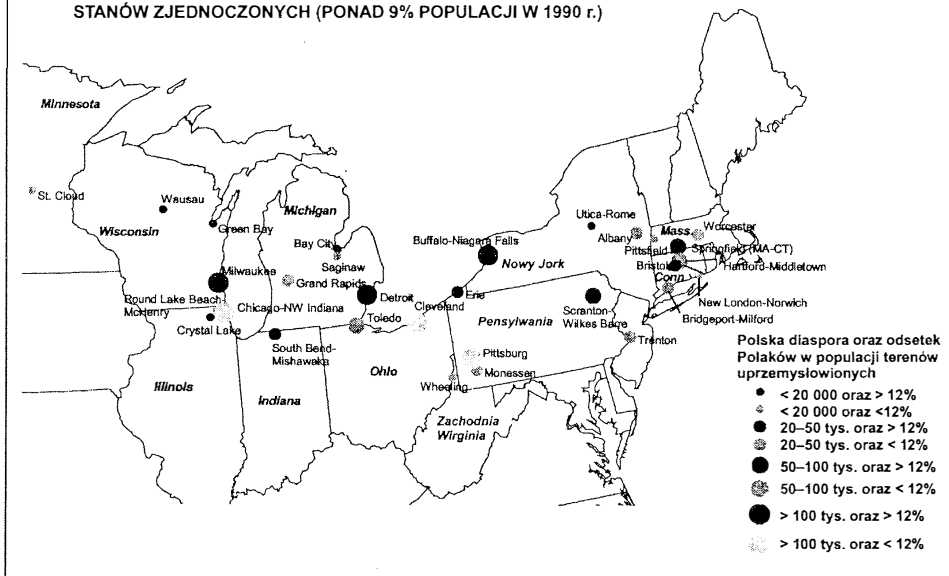 STANÓW ZJEDNOCZONYCH (PONAD 9% POPULACJI W 1990 r.)
Minnesota
St. Cloud
Wausau
Wisconsin
Green Bay
Michigan
Bay City
Saginaw
Grand Rapids
Milwaukee
Round Lake Beach-
McHenry
Chicago-NW Indiana
Crystal Lake
South Bend-
Mishawaka
Detroit
Toledo
Cleveland
Illinois
Indiana
Ohio
Buffalo-Niagara Falls
Nowy Jork
Erie
Utica-Rome
Albany
Mass.
Worcester
Pittsfield
Springfield (MA-CT)
Bristol
Hartford-Middletown
Conn.
New London-Norwich
Bridgeport-Milford
Pensylwania
Scranton-
Wilkes Barre
Trenton
Pittsburg
Monessen
Wheeling
Zachodnia
Wirginia
Polska diaspora oraz odsetek
Polaków w populacji terenów
uprzemysłowionych
< 20 000 oraz > 12%
< 20 000 oraz <12%
20–50 tys. oraz > 12%
20–50 tys. oraz < 12%
50–100 tys. oraz > 12%
50–100 tys. oraz < 12%
> 100 tys. oraz > 12%
> 100 tys. oraz < 12%